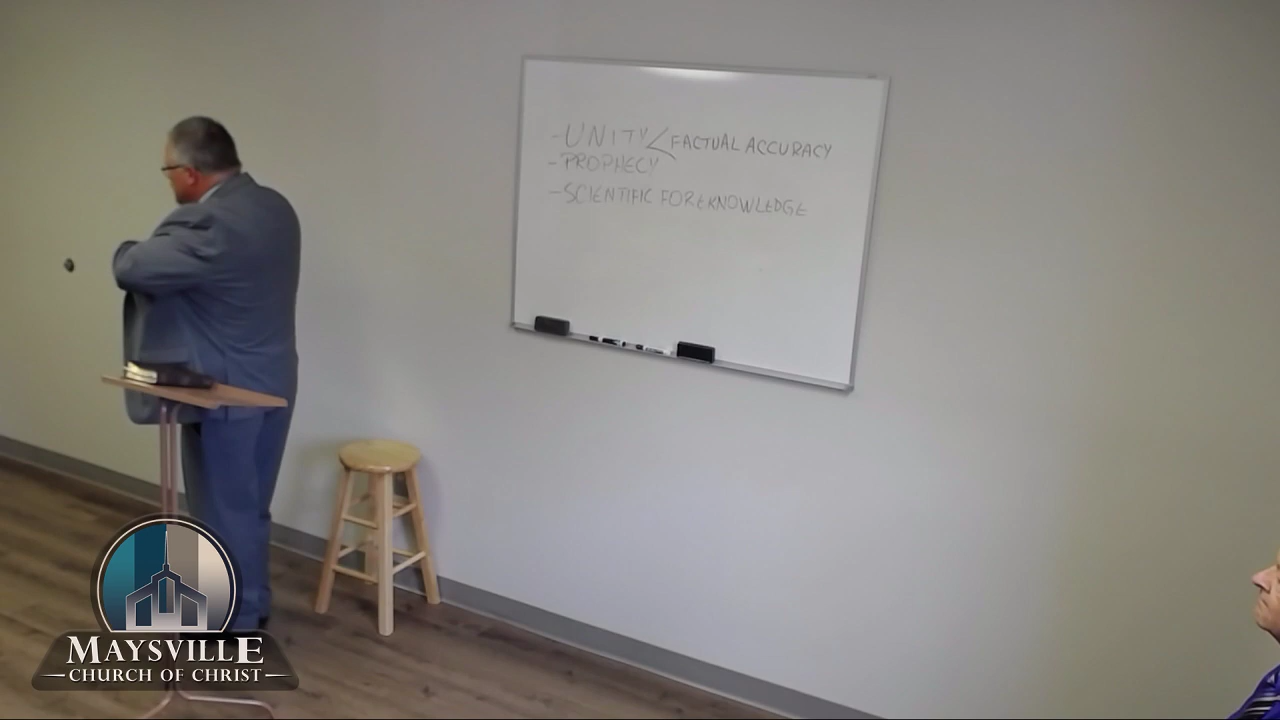 - UNITY < FACTUAL ACCURACY
- PROPHECY
- SCIENTIFIC FOREKNOWLEDGE
MAYSVILLE
CHURCH OF CHRIST